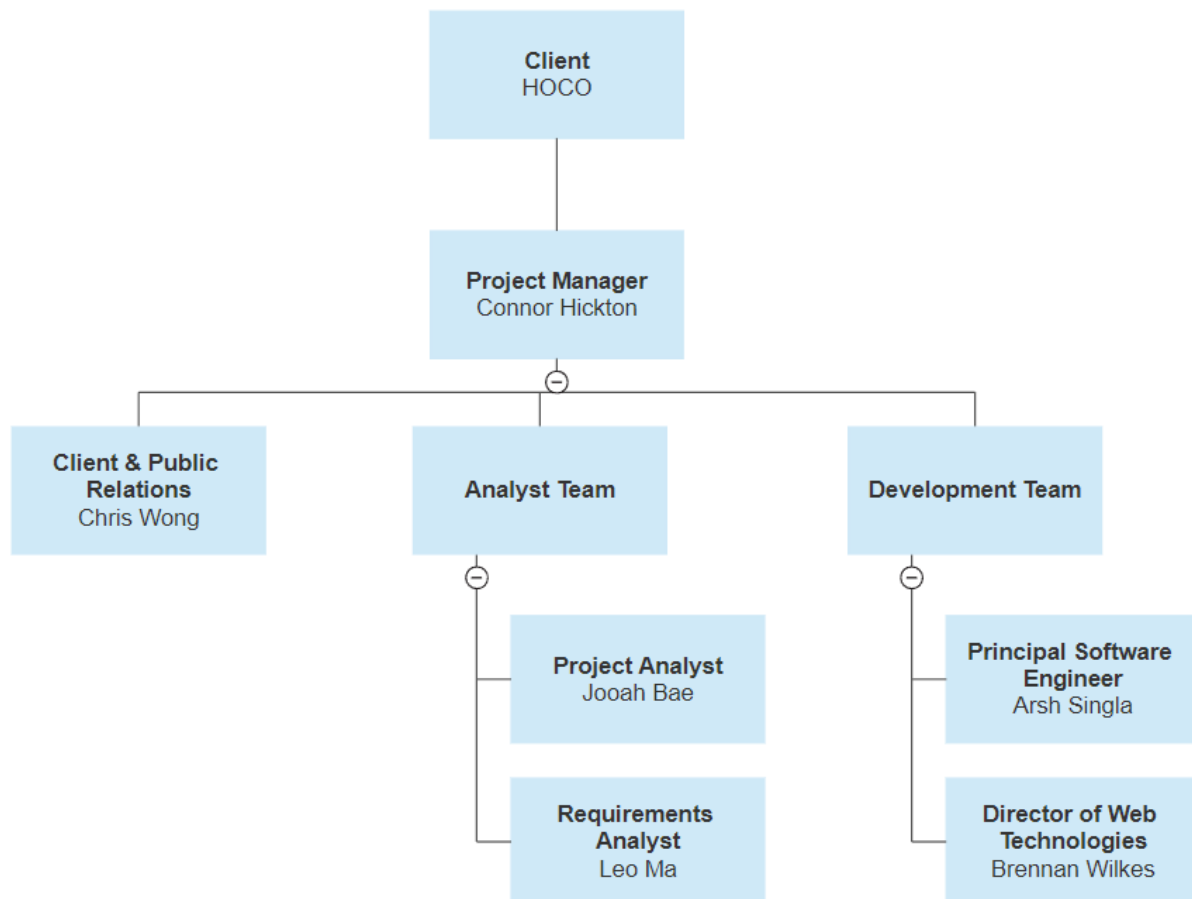 Client
HOCO
Project Manager
Connor Hickton
Client & Public
Relations
Chris Wong
Analyst Team
Development Team
Project Analyst
Jooah Bae
Principal Software
Engineer
Arsh Singla
Requirements
Analyst
Leo Ma
Director of Web
Technologies
Brennan Wilkes